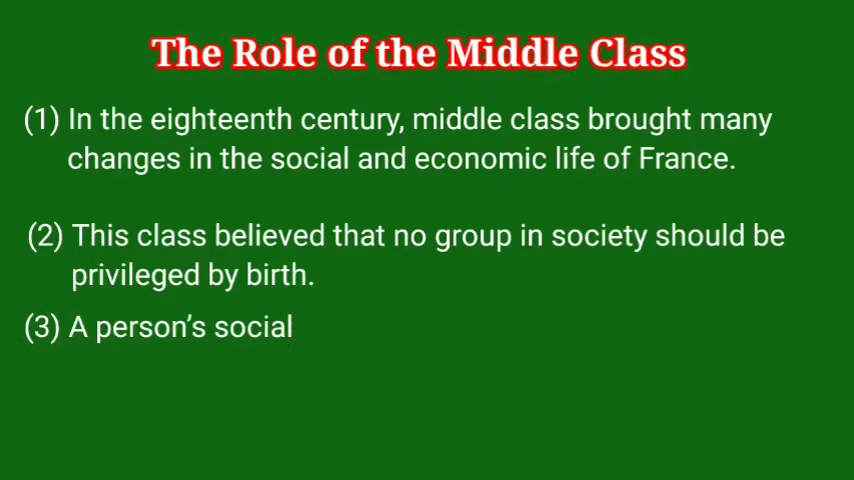 The Role of the Middle Class
(1) In the eighteenth century, middle class brought many
changes in the social and economic life of France.
(2) This class believed that no group in society should be
privileged by birth.
(3) A person's social